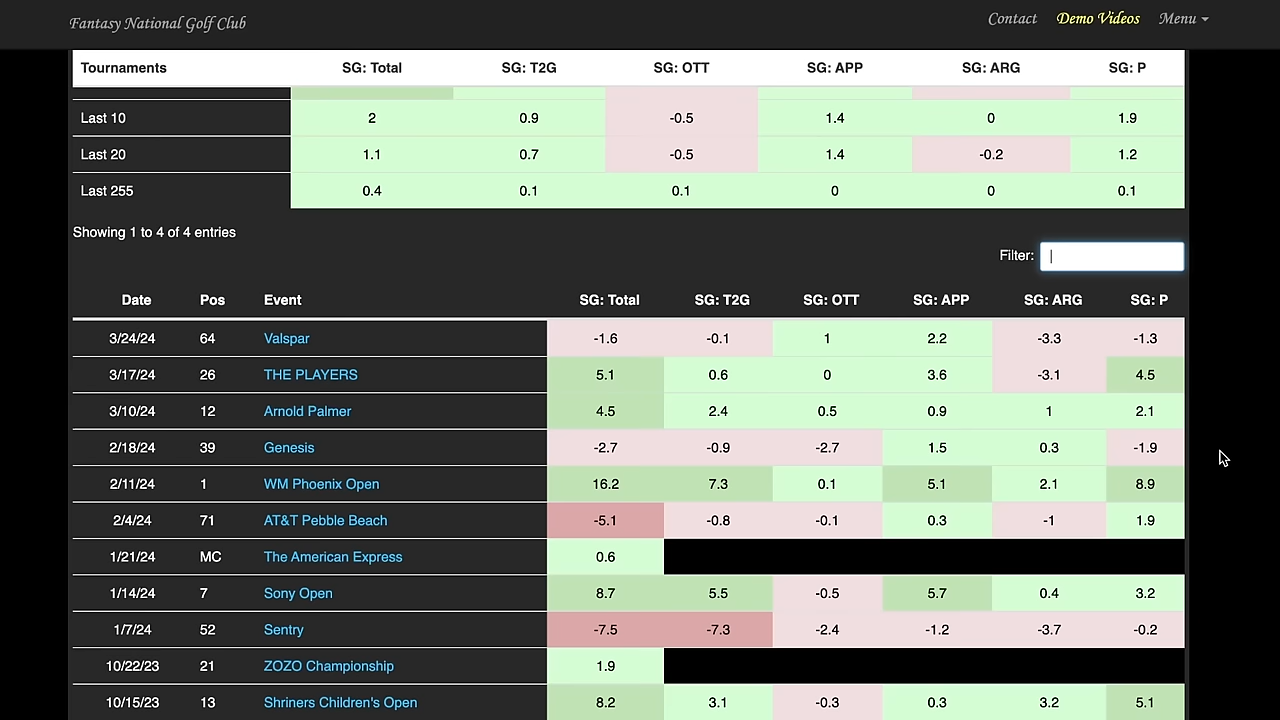 Fantasy National Golf Club Contact Demo Videos Menu
Tournaments SG: Total SG: T2G SG: OTT SG: APP SG: ARG SG: P
Last 10 2 0.9 -0.5 1.4 0 1.9
Last 20 1.1 0.7 -0.5 1.4 -0.2 1.2
Last 255 0.4 0.1 0.1 0 0 0.1
Showing 1 to 4 of 4 entries
Filter:
Date Pos Event SG: Total SG: T2G SG: OTT SG: APP SG: ARG SG: P
3/24/24 64 Valspar -1.6 -0.1 1 2.2 -3.3 -1.3
3/17/24 26 THE PLAYERS 5.1 0.6 0 3.6 -3.1 4.5
3/10/24 12 Arnold Palmer 4.5 2.4 0.5 0.9 1 2.1
2/18/24 39 Genesis -2.7 -0.9 -2.7 1.5 0.3 -1.9
2/11/24 1 WM Phoenix Open 16.2 7.3 0.1 5.1 2.1 8.9
2/4/24 71 AT&T Pebble Beach -5.1 -0.8 -0.1 0.3 -1 1.9
1/21/24 MC The American Express 0.6
1/14/24 7 Sony Open 8.7 5.5 -0.5 5.7 0.4 3.2
1/7/24 52 Sentry -7.5 -7.3 -2.4 -1.2 -3.7 -0.2
10/22/23 21 ZOZO Championship 1.9
10/15/23 13 Shriners Children's Open 8.2 3.1 -0.3 0.3 3.2 5.1